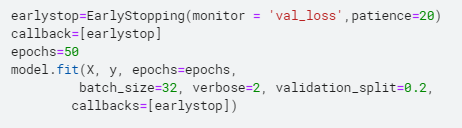 earlystop=EarlyStopping(monitor = 'val_loss',patience=20)
callback=[earlystop]
epochs=50
model.fit(X, y, epochs=epochs,
         batch_size=32, verbose=2, validation_split=0.2,
        callbacks=[earlystop])